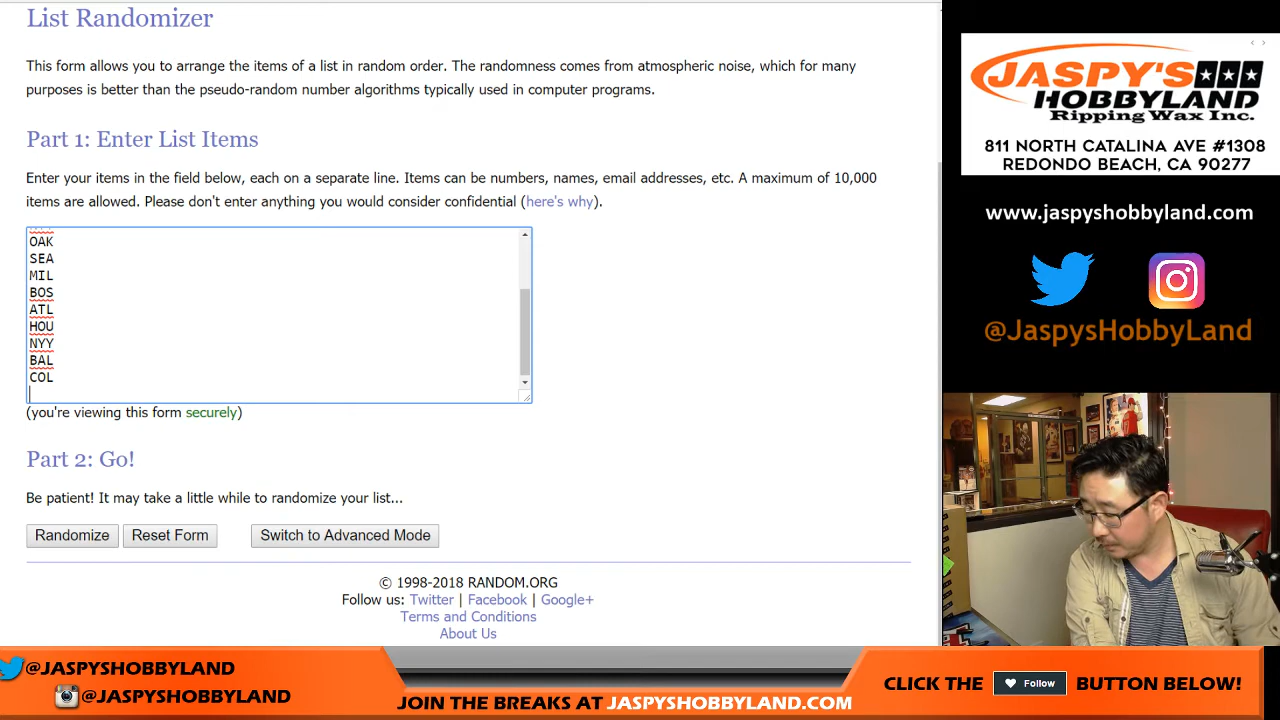 List Randomizer
This form allows you to arrange the items of a list in random order. The randomness comes from atmospheric noise, which for many
purposes is better than the pseudo-random number algorithms typically used in computer programs.
Part 1: Enter List Items
Enter your items in the field below, each on a separate line. Items can be numbers, names, email addresses, etc. A maximum of 10,000
items are allowed. Please don't enter anything you would consider confidential (here's why).
OAK
SEA
MIL
BOS
ATL
HOU
NYY
BAL
COL
(you're viewing this form securely)
Part 2: Go!
Be patient! It may take a little while to randomize your list...
Randomize
Reset Form
Switch to Advanced Mode
© 1998-2018 RANDOM.ORG
Follow us: Twitter | Facebook | Google+
Terms and Conditions
About Us
JASPY'S
HOBBYLAND
Ripping Wax Inc.
811 NORTH CATALINA AVE #1308
REDONDO BEACH, CA 90277
www.jaspyshobbyland.com
@JaspysHobbyLand
@JASPYSHOBBYLAND
@JASPYSHOBBYLAND
JOIN THE BREAKS AT JASPYSHOBBYLAND.COM
CLICK THE Follow BUTTON BELOW!